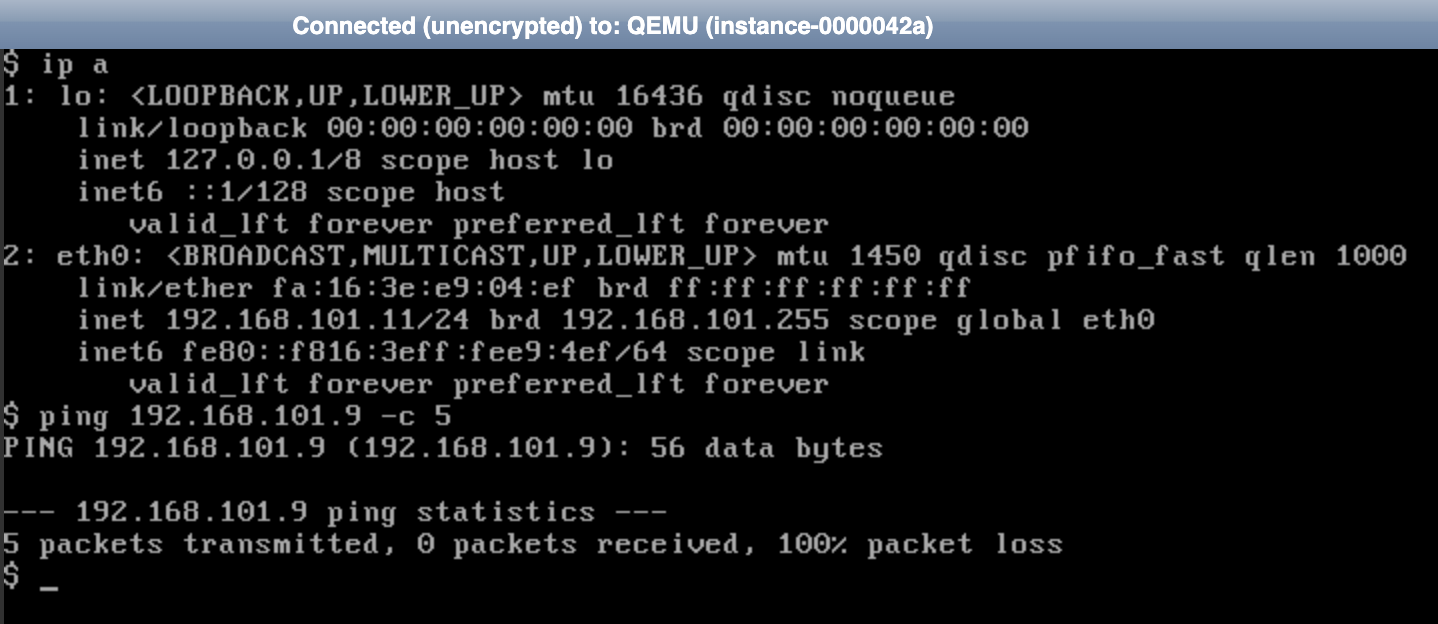 Connected (unencrypted) to: QEMU (instance-0000042a)
$ ip a
1: lo: <LOOPBACK,UP,LOWER_UP> mtu 16436 qdisc noqueue
    link/loopback 00:00:00:00:00:00 brd 00:00:00:00:00:00
    inet 127.0.0.1/8 scope host lo
    inet6 ::1/128 scope host
       valid_lft forever preferred_lft forever
2: eth0: <BROADCAST,MULTICAST,UP,LOWER_UP> mtu 1450 qdisc pfifo_fast qlen 1000
    link/ether fa:16:3e:e9:04:ef brd ff:ff:ff:ff:ff:ff
    inet 192.168.101.11/24 brd 192.168.101.255 scope global eth0
    inet6 fe80::f816:3eff:fee9:4ef/64 scope link
       valid_lft forever preferred_lft forever
$ ping 192.168.101.9 -c 5
PING 192.168.101.9 (192.168.101.9): 56 data bytes

--- 192.168.101.9 ping statistics ---
5 packets transmitted, 0 packets received, 100% packet loss
$ _